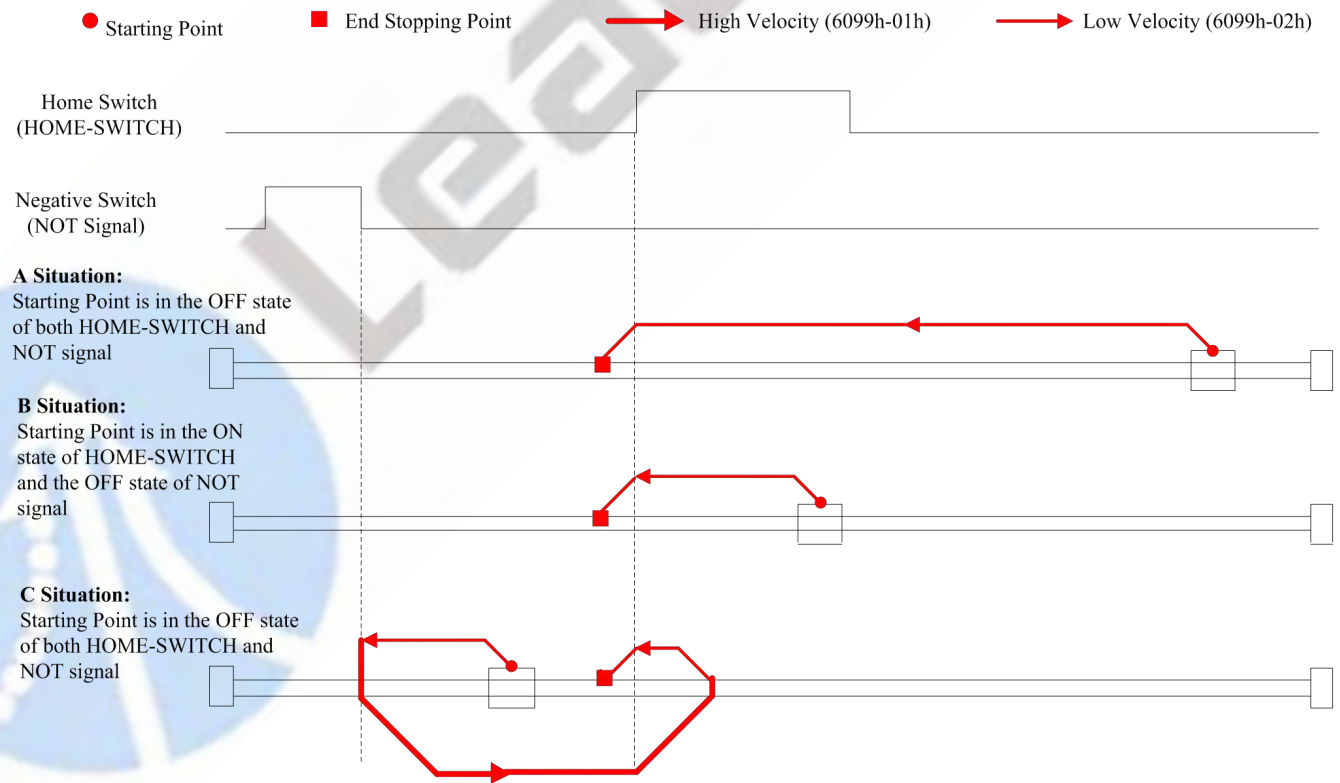 Starting Point
End Stopping Point
High Velocity (6099h-01h)
Low Velocity (6099h-02h)
Home Switch
(HOME-SWITCH)
Negative Switch
(NOT Signal)
A Situation:
Starting Point is in the OFF state
of both HOME-SWITCH and
NOT signal
B Situation:
Starting Point is in the ON
state of HOME-SWITCH
and the OFF state of NOT
signal
C Situation:
Starting Point is in the OFF state
of both HOME-SWITCH and
NOT signal